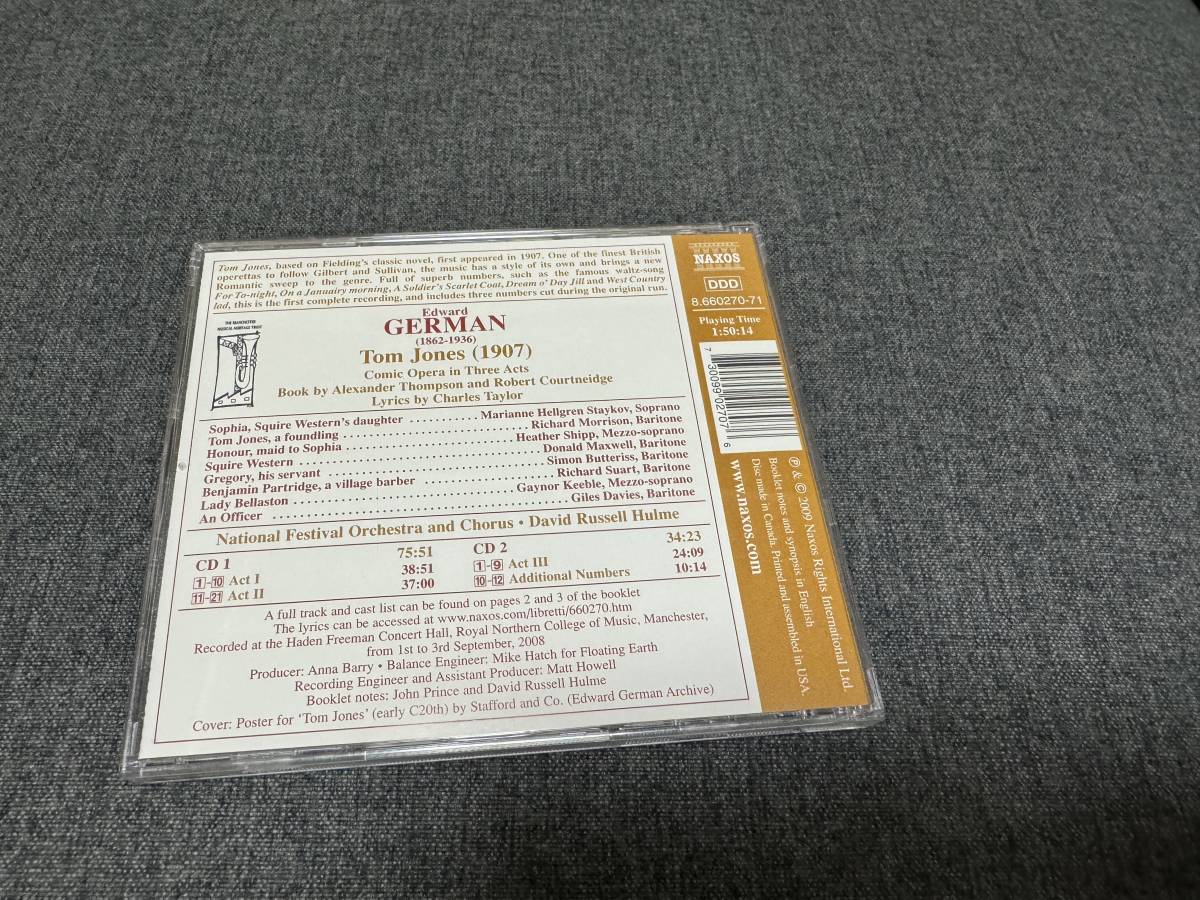 Tom Jones, based on Fielding's classic novel, first appeared in 1907. One of the finest British
operettas to follow Gilbert and Sullivan, the music has a style of its own and brings a new
Romantic sweep to the genre. Full of superb numbers, such as the famous waltz-song
For To-night, On a Januairy morning, A Soldier's Scarlet Coat, Dream o' Day Jill and West Country
lad, this is the first complete recording, and includes three numbers cut during the original run.
THE MANCHESTER
MUSICAL HERITAGE TRUST
Edward
GERMAN
(1862-1936)
Tom Jones (1907)
Comic Opera in Three Acts
Book by Alexander Thompson and Robert Courtneidge
Lyrics by Charles Taylor
Sophia, Squire Western's daughter .......... Marianne Hellgren Staykov, Soprano
Tom Jones, a foundling .......... Richard Morrison, Baritone
Honour, maid to Sophia .......... Heather Shipp, Mezzo-soprano
Squire Western .......... Donald Maxwell, Baritone
Gregory, his servant .......... Simon Butteriss, Baritone
Benjamin Partridge, a village barber .......... Richard Suart, Baritone
Lady Bellaston .......... Gaynor Keeble, Mezzo-soprano
An Officer .......... Giles Davies, Baritone
National Festival Orchestra and Chorus • David Russell Hulme
CD 1 75:51
1-10 Act I 38:51
11-21 Act II 37:00
CD 2 34:23
1-9 Act III 24:09
10-12 Additional Numbers 10:14
A full track and cast list can be found on pages 2 and 3 of the booklet
The lyrics can be accessed at www.naxos.com/libretti/660270.htm
Recorded at the Haden Freeman Concert Hall, Royal Northern College of Music, Manchester,
from 1st to 3rd September, 2008
Producer: Anna Barry • Balance Engineer: Mike Hatch for Floating Earth
Recording Engineer and Assistant Producer: Matt Howell
Booklet notes: John Prince and David Russell Hulme
Cover: Poster for 'Tom Jones' (early C20th) by Stafford and Co. (Edward German Archive)
NAXOS
DDD
8.660270-71
Playing Time
1:50:14
7 30099 02707 6
℗ & © 2009 Naxos Rights International Ltd.
Booklet notes and synopsis in English
Disc made in Canada. Printed and assembled in USA.
www.naxos.com